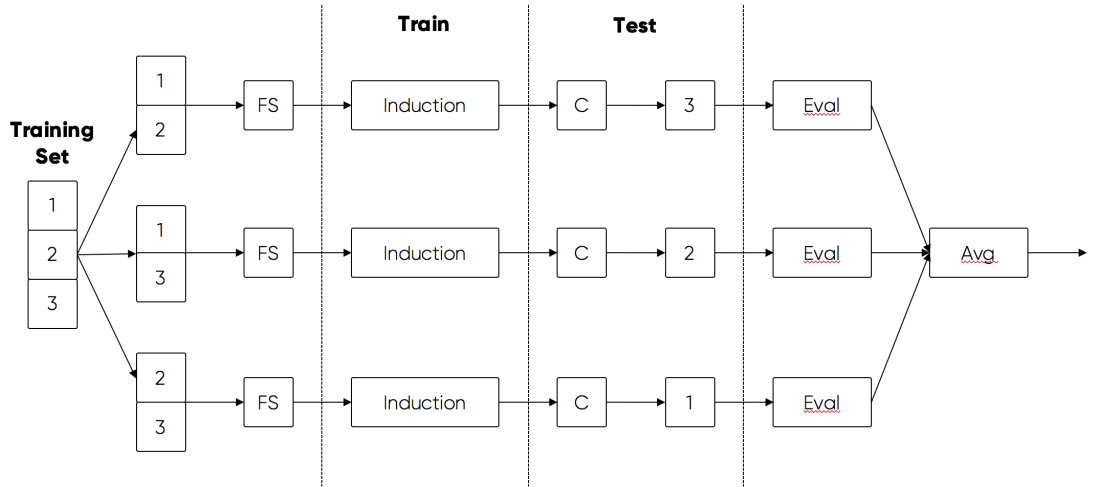 Train
Test
1
2
FS
Induction
C
3
Eval
Training
Set
1
2
3
1
3
FS
Induction
C
2
Eval
Avg
2
3
FS
Induction
C
1
Eval